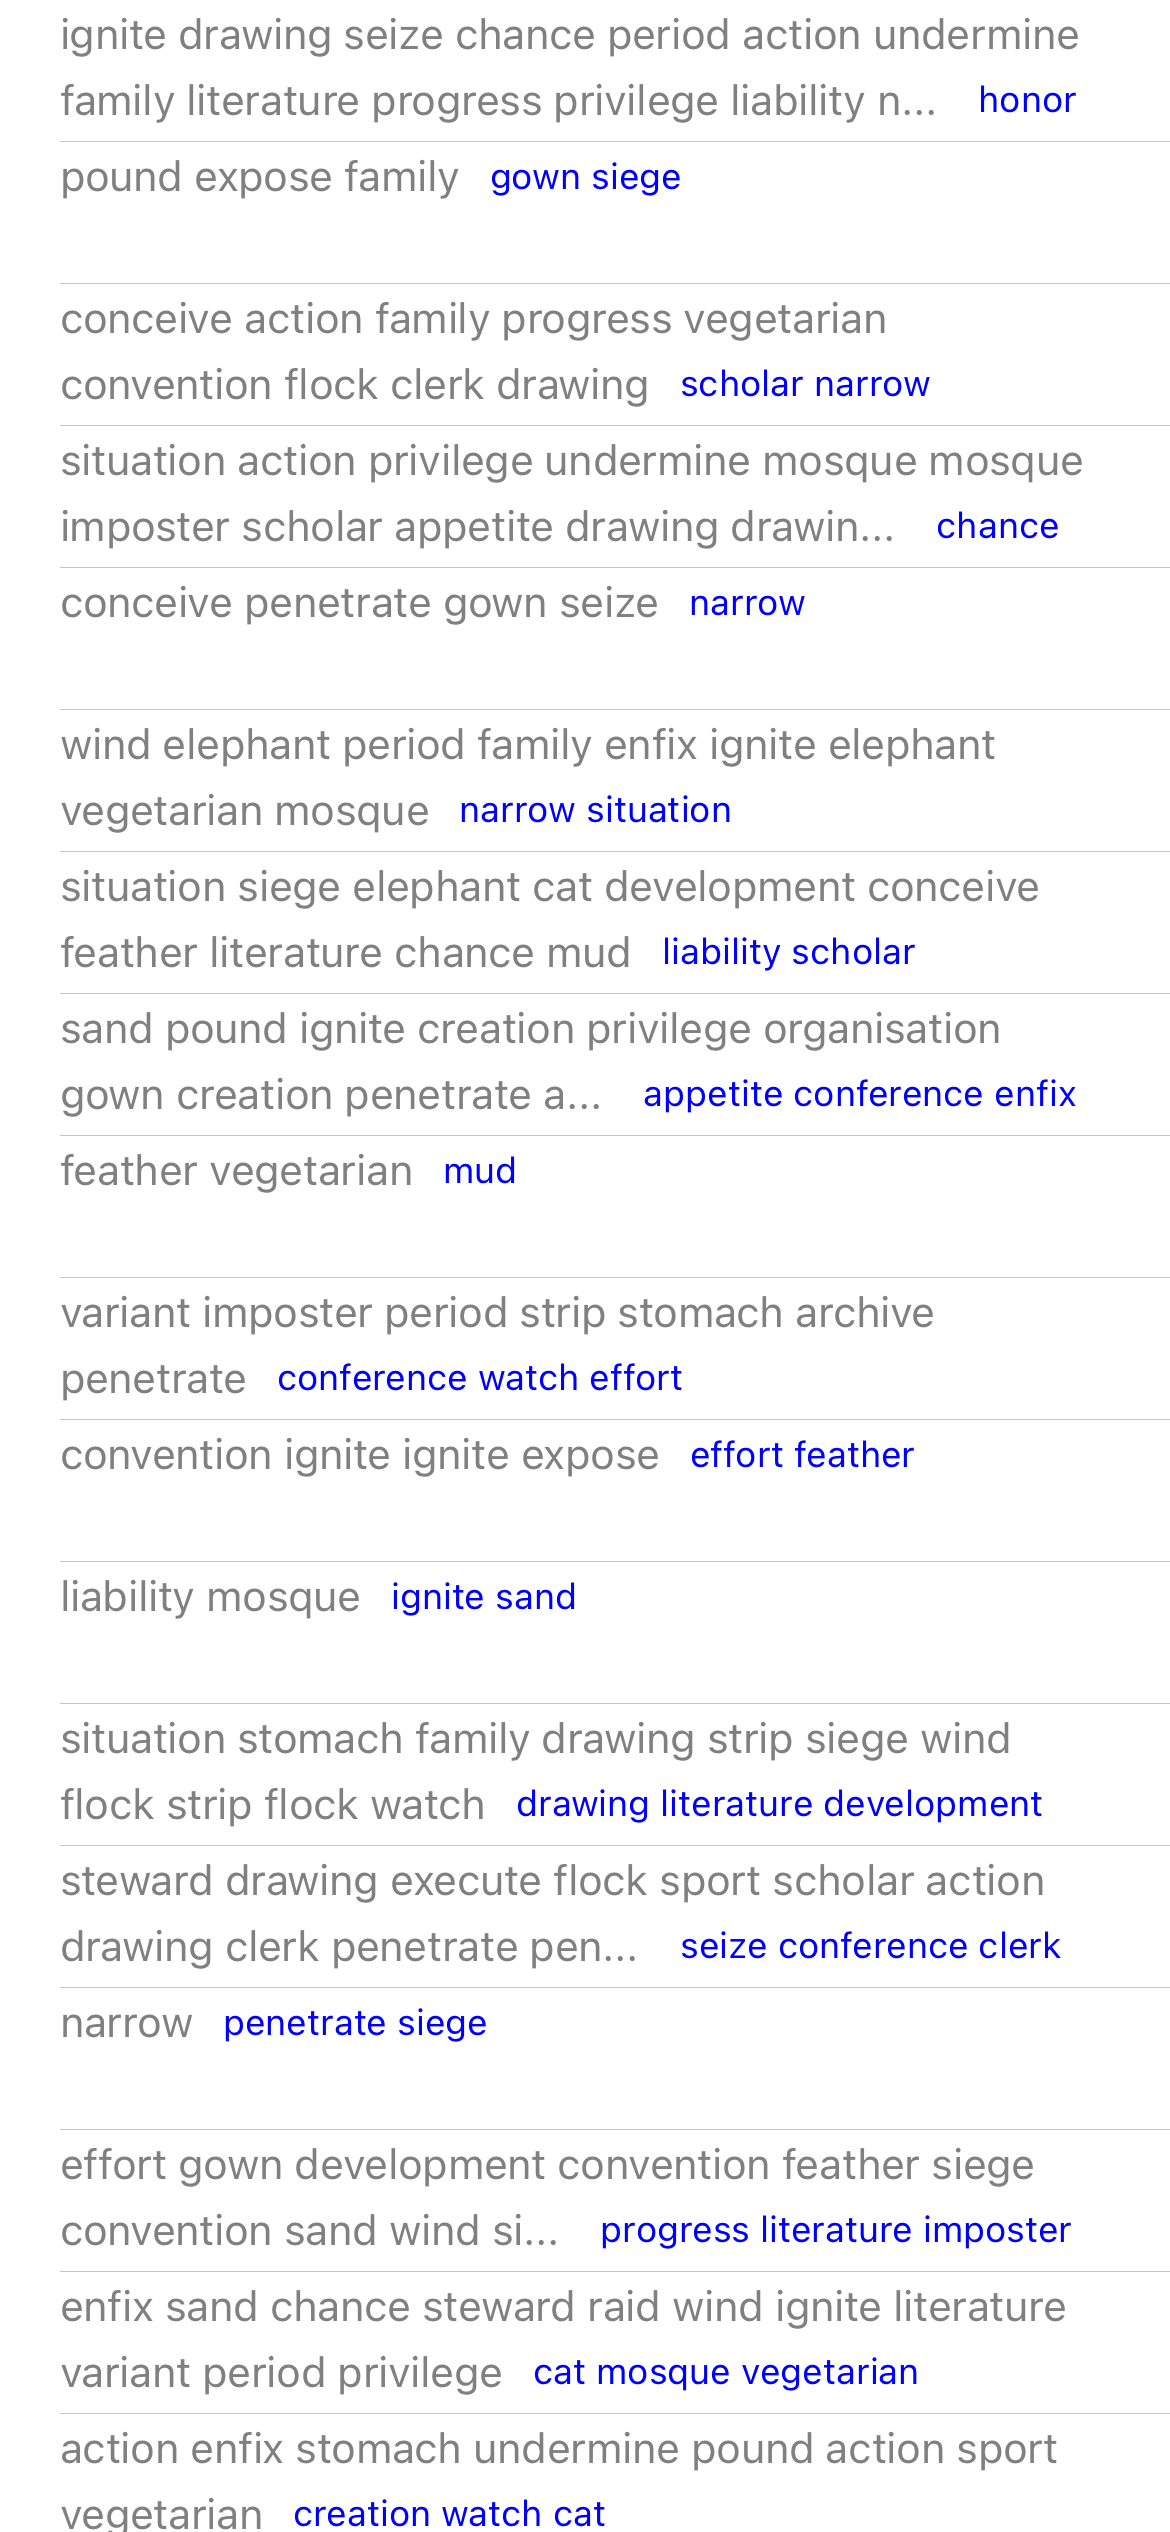 ignite drawing seize chance period action undermine
family literature progress privilege liability n... honor
pound expose family gown siege
conceive action family progress vegetarian
convention flock clerk drawing scholar narrow
situation action privilege undermine mosque mosque
imposter scholar appetite drawing drawin... chance
conceive penetrate gown seize narrow
wind elephant period family enfix ignite elephant
vegetarian mosque narrow situation
situation siege elephant cat development conceive
feather literature chance mud liability scholar
sand pound ignite creation privilege organisation
gown creation penetrate a... appetite conference enfix
feather vegetarian mud
variant imposter period strip stomach archive
penetrate conference watch effort
convention ignite ignite expose effort feather
liability mosque ignite sand
situation stomach family drawing strip siege wind
flock strip flock watch drawing literature development
steward drawing execute flock sport scholar action
drawing clerk penetrate pen... seize conference clerk
narrow penetrate siege
effort gown development convention feather siege
convention sand wind si... progress literature imposter
enfix sand chance steward raid wind ignite literature
variant period privilege cat mosque vegetarian
action enfix stomach undermine pound action sport
vegetarian creation watch cat